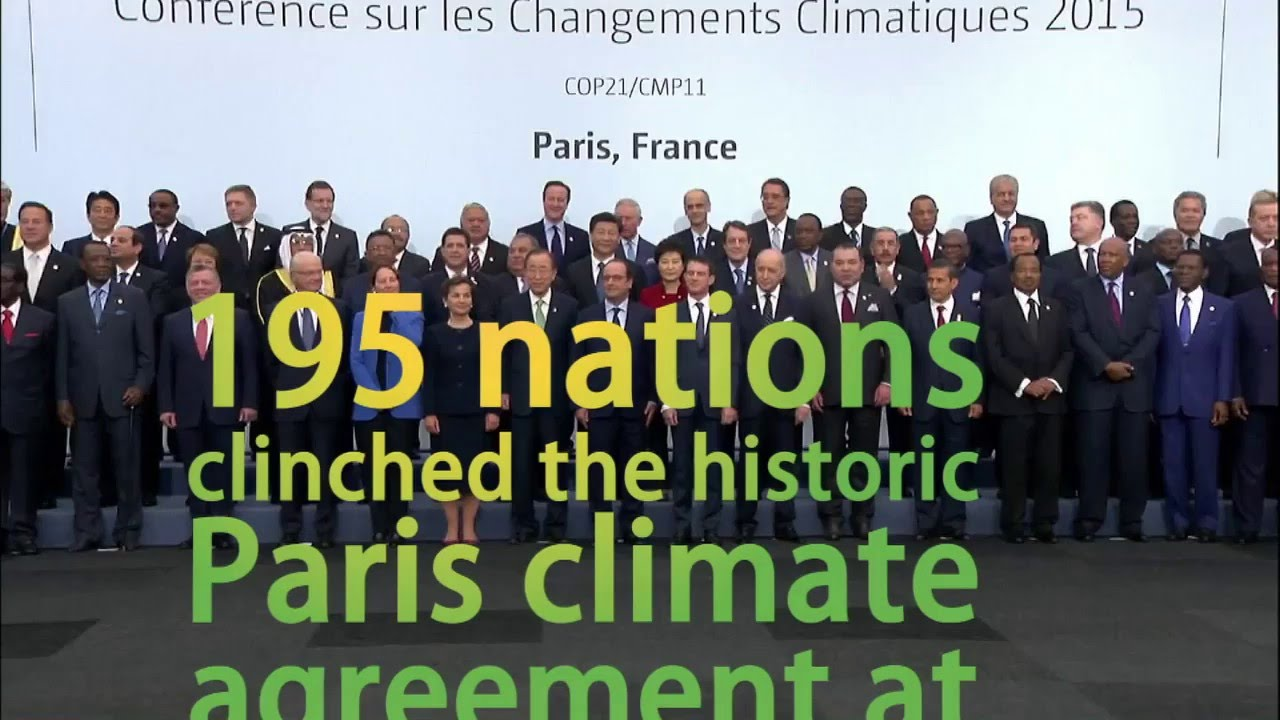 Conférence sur les Changements Climatiques 2015
COP21/CMP11
Paris, France
195 nations
clinched the historic
Paris climate
agreement at